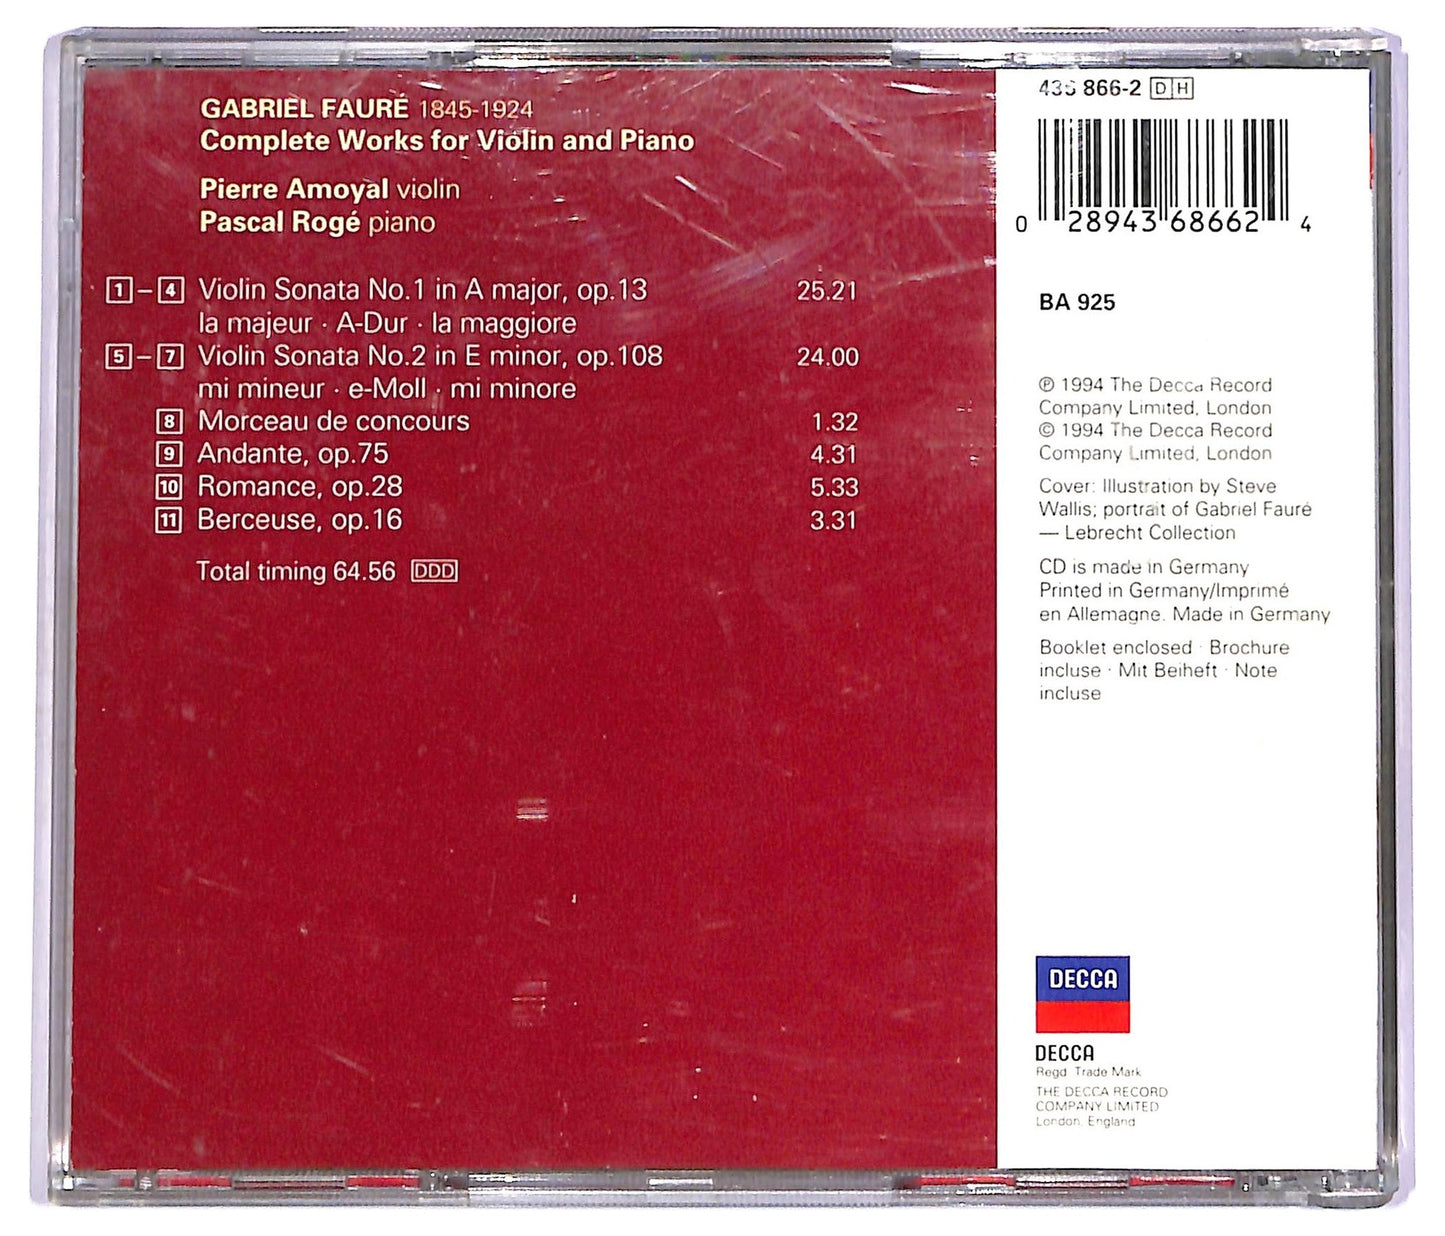 GABRIEL FAURÉ 1845-1924
Complete Works for Violin and Piano
Pierre Amoyal violin
Pascal Rogé piano
1 – 4 Violin Sonata No.1 in A major, op.13 25.21
la majeur · A-Dur · la maggiore
5 – 7 Violin Sonata No.2 in E minor, op.108 24.00
mi mineur · e-Moll · mi minore
8 Morceau de concours 1.32
9 Andante, op.75 4.31
10 Romance, op.28 5.33
11 Berceuse, op.16 3.31
Total timing 64.56 DDD
436 866-2 DH
0 28943 68662 4
BA 925
℗ 1994 The Decca Record
Company Limited, London
© 1994 The Decca Record
Company Limited, London
Cover: Illustration by Steve
Wallis; portrait of Gabriel Fauré
— Lebrecht Collection
CD is made in Germany
Printed in Germany/Imprimé
en Allemagne. Made in Germany
Booklet enclosed · Brochure
incluse · Mit Beiheft · Note
incluse
DECCA
DECCA
Regd. Trade Mark
THE DECCA RECORD
COMPANY LIMITED
London, England